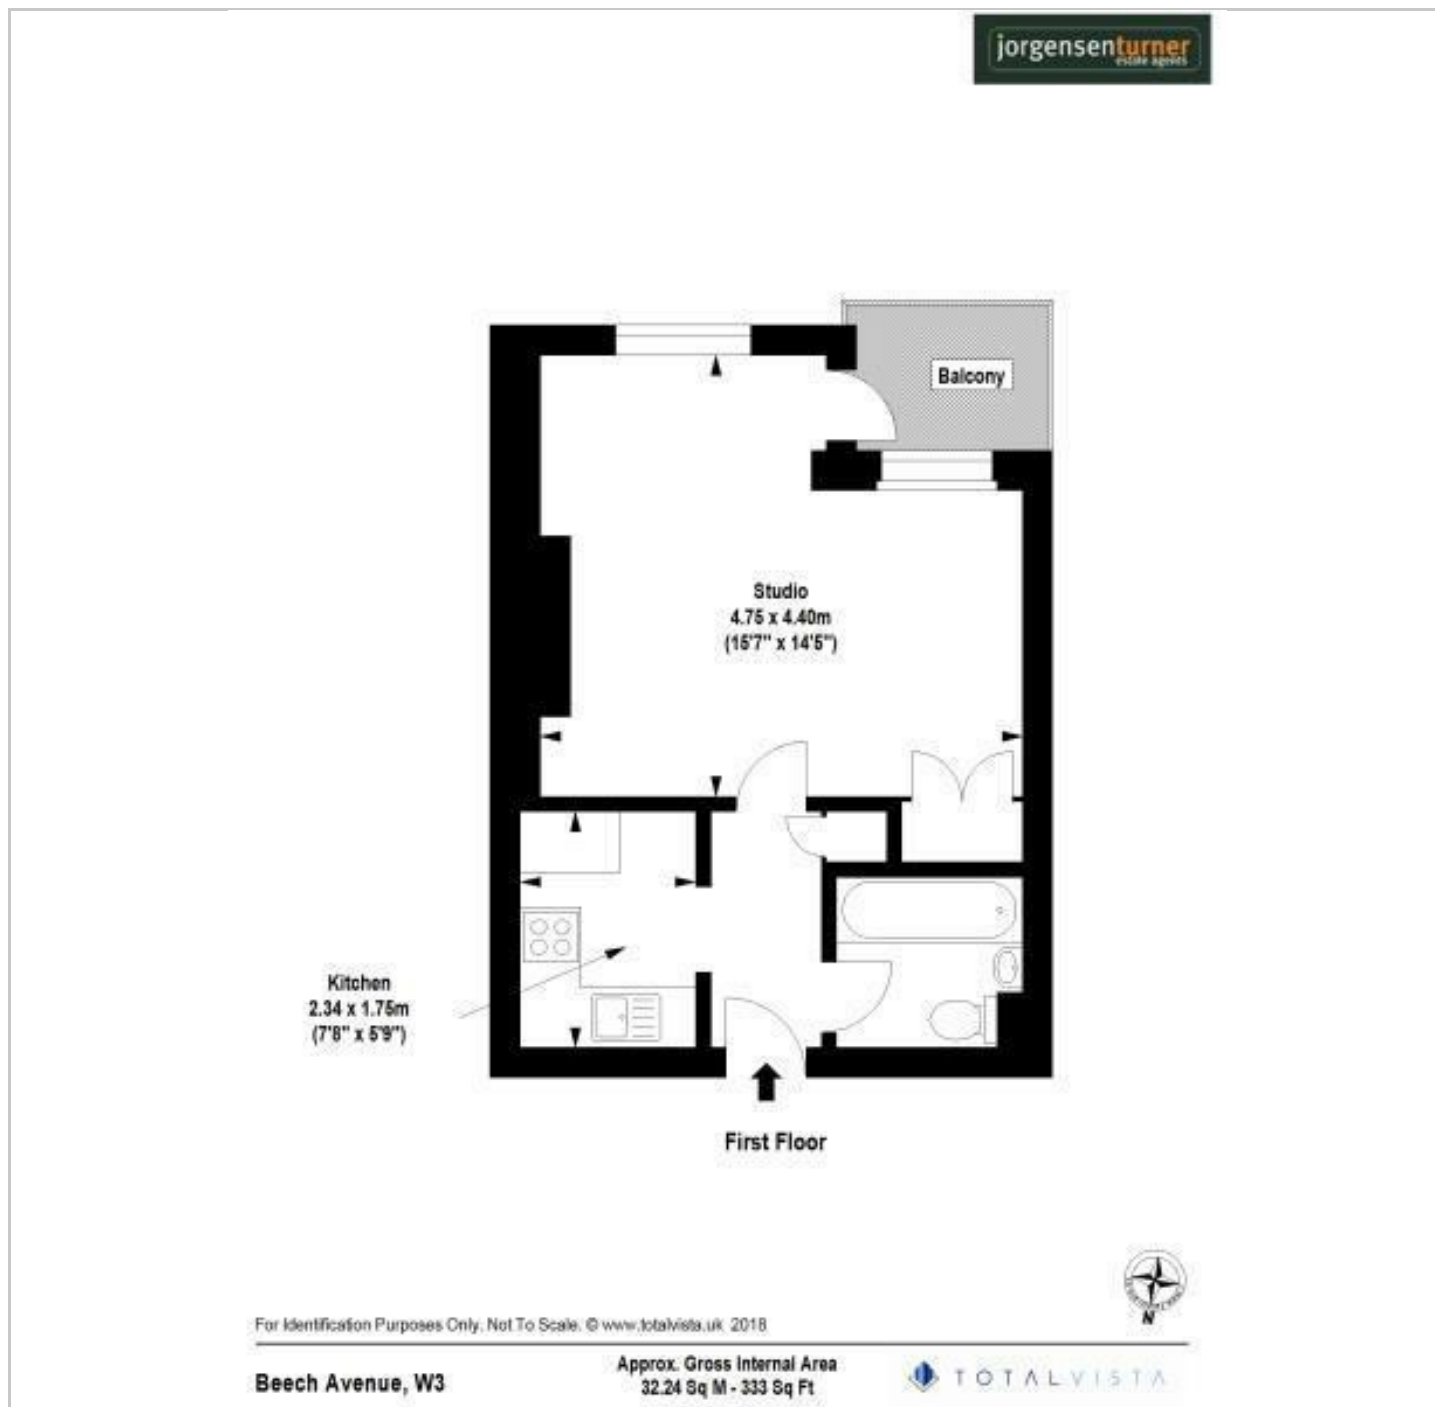 jorgensenturner
estate agents
Balcony
Studio
4.75 x 4.40m
(15'7" x 14'5")
Kitchen
2.34 x 1.75m
(7'8" x 5'9")
First Floor
N
For Identification Purposes Only. Not To Scale. © www.totalvista.uk 2018
Beech Avenue, W3
Approx. Gross Internal Area
32.24 Sq M - 333 Sq Ft
TOTALVISTA